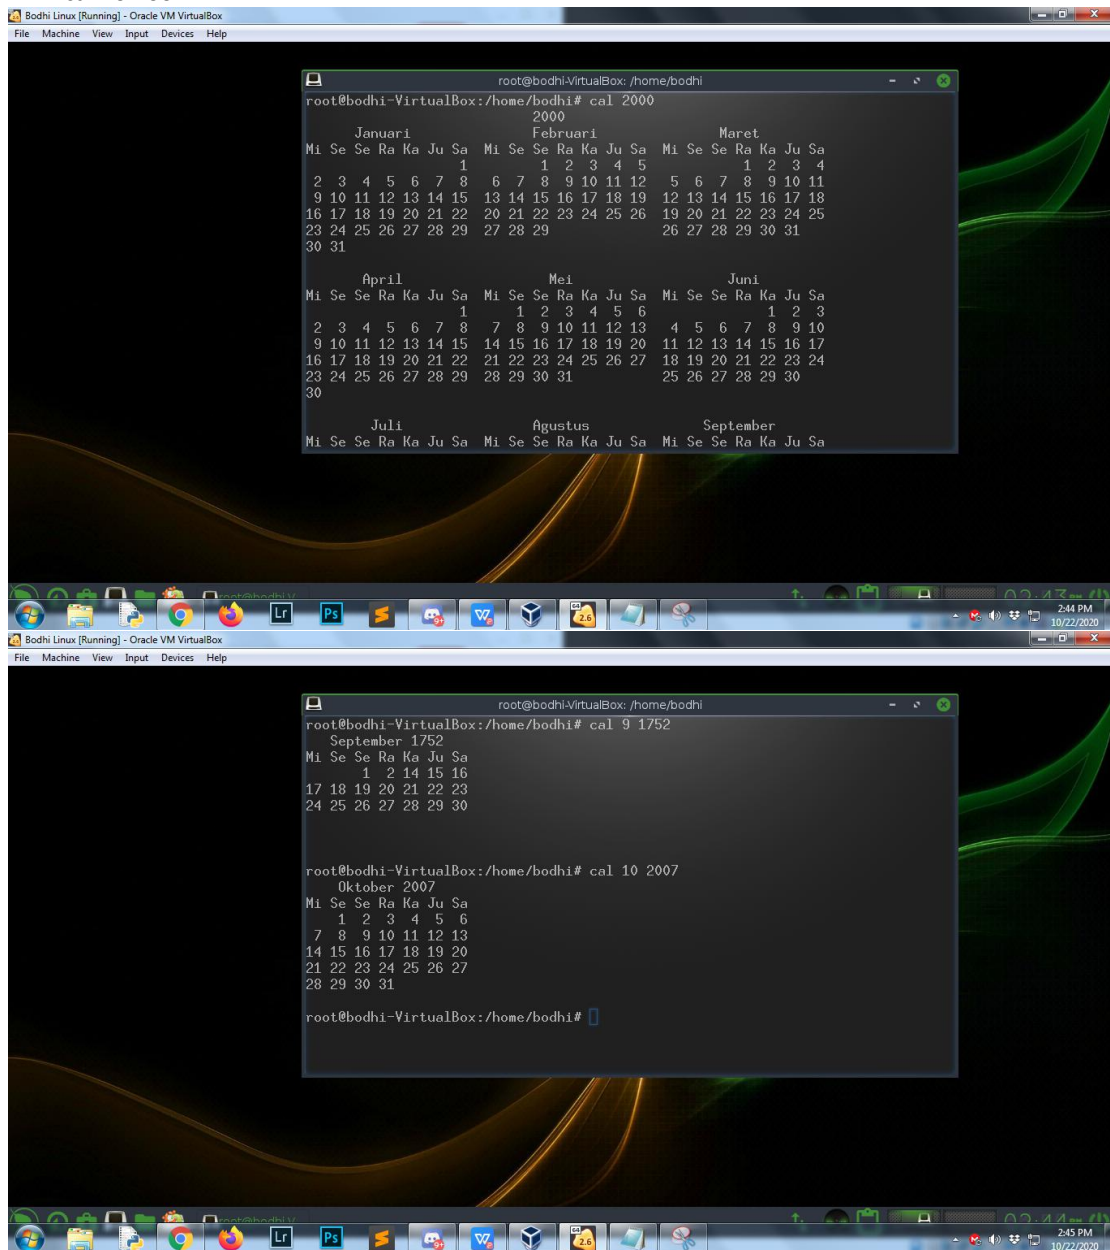 Bodhi Linux [Running] - Oracle VM VirtualBox
File Machine View Input Devices Help
root@bodhi-VirtualBox: /home/bodhi
root@bodhi-VirtualBox:/home/bodhi# cal 2000
2000
Januari Februari Maret
Mi Se Se Ra Ka Ju Sa Mi Se Se Ra Ka Ju Sa Mi Se Se Ra Ka Ju Sa
1 1 2 3 4 5 1 2 3 4
2 3 4 5 6 7 8 6 7 8 9 10 11 12 5 6 7 8 9 10 11
9 10 11 12 13 14 15 13 14 15 16 17 18 19 12 13 14 15 16 17 18
16 17 18 19 20 21 22 20 21 22 23 24 25 26 19 20 21 22 23 24 25
23 24 25 26 27 28 29 27 28 29 26 27 28 29 30 31
30 31
April Mei Juni
Mi Se Se Ra Ka Ju Sa Mi Se Se Ra Ka Ju Sa Mi Se Se Ra Ka Ju Sa
1 1 2 3 4 5 6 1 2 3
2 3 4 5 6 7 8 7 8 9 10 11 12 13 4 5 6 7 8 9 10
9 10 11 12 13 14 15 14 15 16 17 18 19 20 11 12 13 14 15 16 17
16 17 18 19 20 21 22 21 22 23 24 25 26 27 18 19 20 21 22 23 24
23 24 25 26 27 28 29 28 29 30 31 25 26 27 28 29 30
30
Juli Agustus September
Mi Se Se Ra Ka Ju Sa Mi Se Se Ra Ka Ju Sa Mi Se Se Ra Ka Ju Sa
Lr Ps W 64 2.6
2:44 PM
10/22/2020
Bodhi Linux [Running] - Oracle VM VirtualBox
File Machine View Input Devices Help
root@bodhi-VirtualBox: /home/bodhi
root@bodhi-VirtualBox:/home/bodhi# cal 9 1752
September 1752
Mi Se Se Ra Ka Ju Sa
1 2 14 15 16
17 18 19 20 21 22 23
24 25 26 27 28 29 30
root@bodhi-VirtualBox:/home/bodhi# cal 10 2007
Oktober 2007
Mi Se Se Ra Ka Ju Sa
1 2 3 4 5 6
7 8 9 10 11 12 13
14 15 16 17 18 19 20
21 22 23 24 25 26 27
28 29 30 31
root@bodhi-VirtualBox:/home/bodhi#
Lr Ps W 64 2.6
2:45 PM
10/22/2020